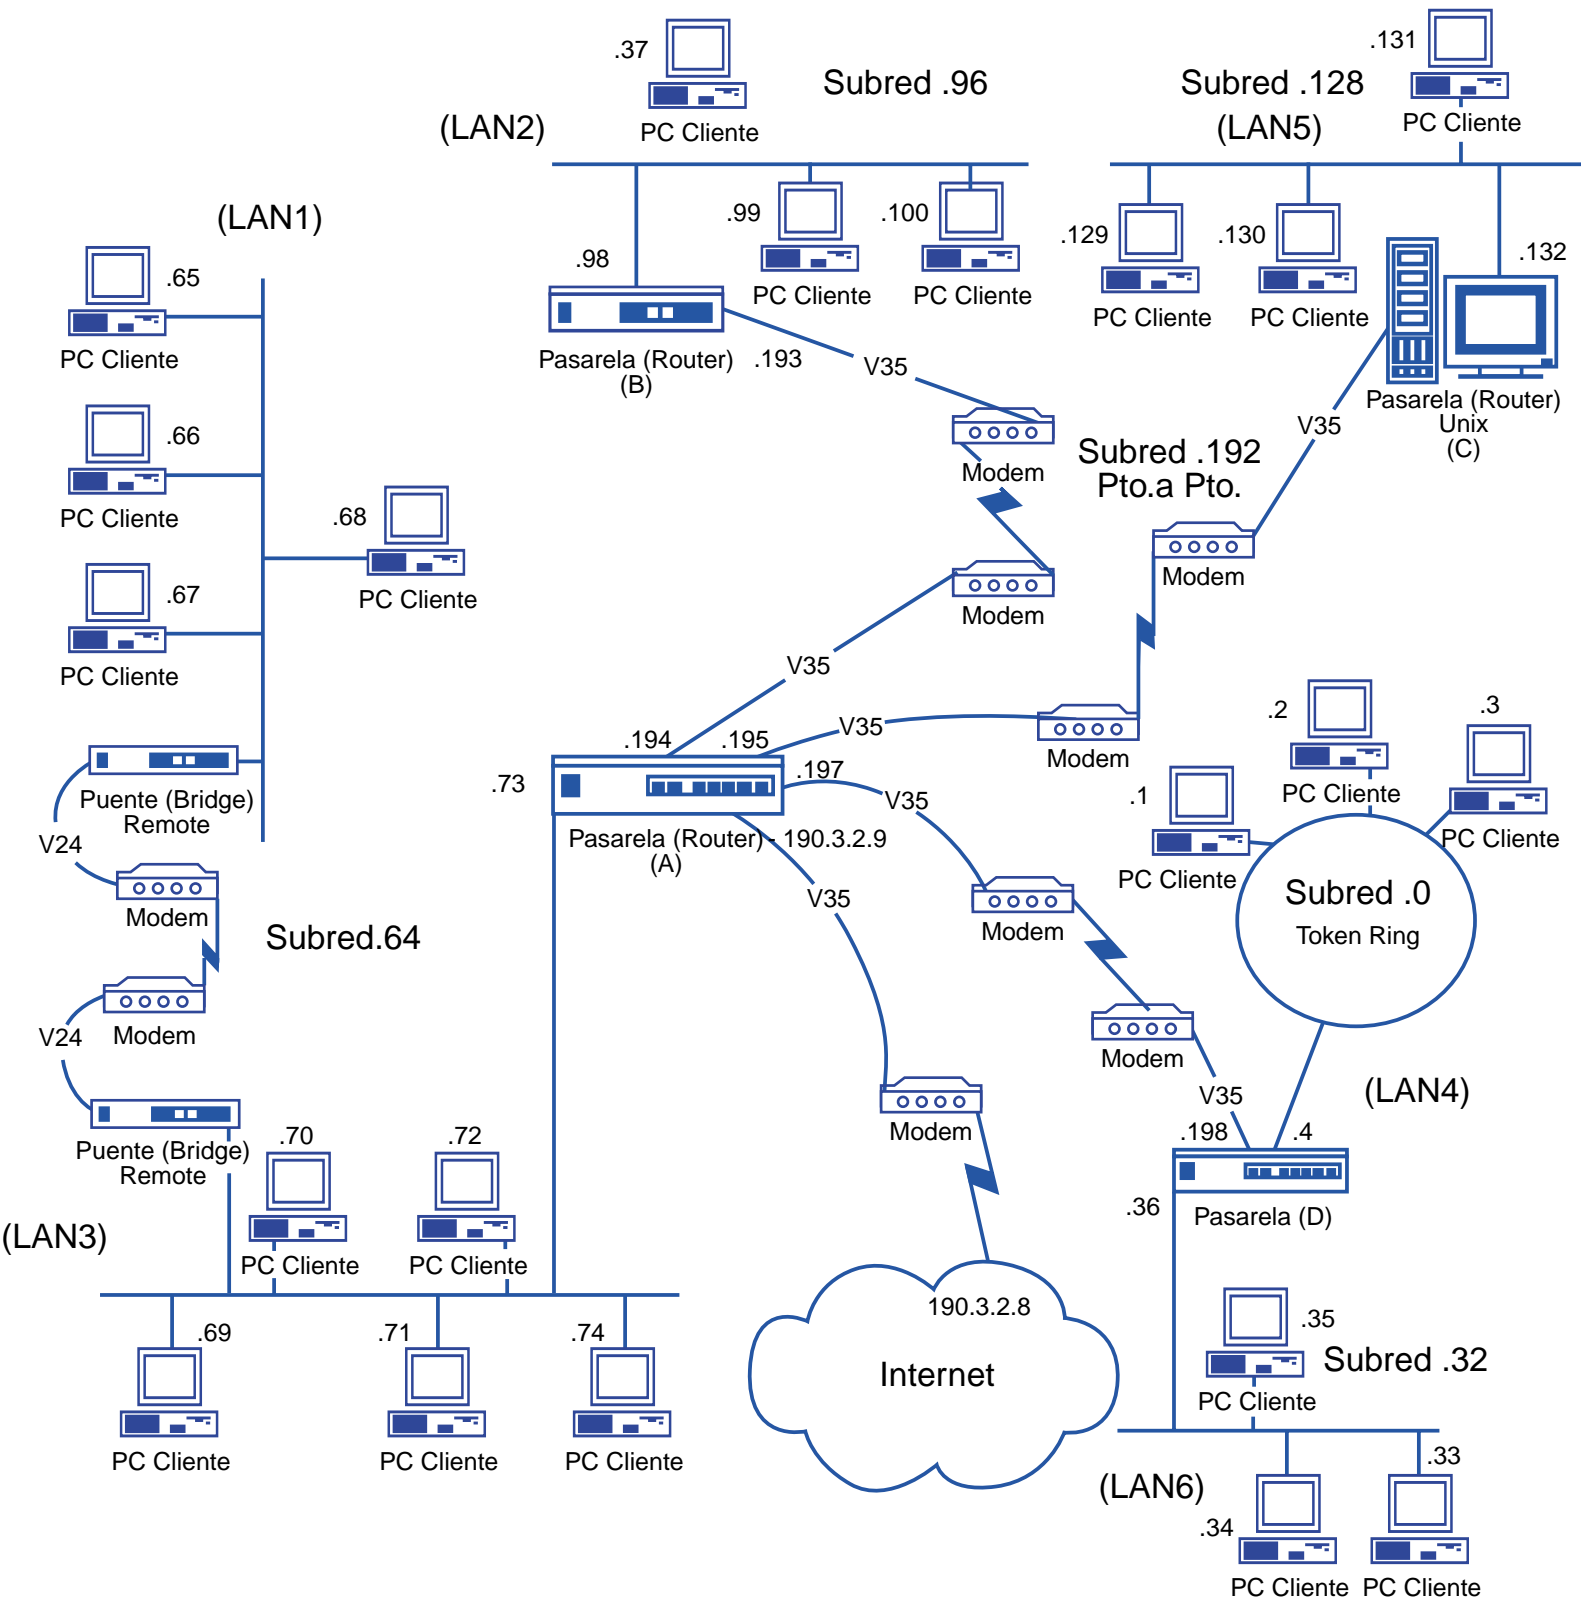 .37
PC Cliente
Subred .96
(LAN2)
.99
PC Cliente
.100
PC Cliente
.98
Pasarela (Router)
(B)
.193
V35
Modem
Modem
V35
Subred .192
Pto.a Pto.
Subred .128
(LAN5)
.131
PC Cliente
.129
PC Cliente
.130
PC Cliente
.132
Pasarela (Router)
Unix
(C)
V35
Modem
Modem
V35
(LAN1)
.65
PC Cliente
.66
PC Cliente
.67
PC Cliente
.68
PC Cliente
Puente (Bridge)
Remote
V24
Modem
Subred.64
Modem
V24
Puente (Bridge)
Remote
.194
.195
.197
.73
Pasarela (Router) - 190.3.2.9
(A)
V35
Modem
V35
Modem
Modem
V35
.1
PC Cliente
.2
PC Cliente
.3
PC Cliente
Subred .0
Token Ring
(LAN4)
.198
.4
.36
Pasarela (D)
(LAN3)
.70
PC Cliente
.72
PC Cliente
.69
PC Cliente
.71
PC Cliente
.74
PC Cliente
190.3.2.8
Internet
.35
PC Cliente
Subred .32
(LAN6)
.34
PC Cliente
.33
PC Cliente